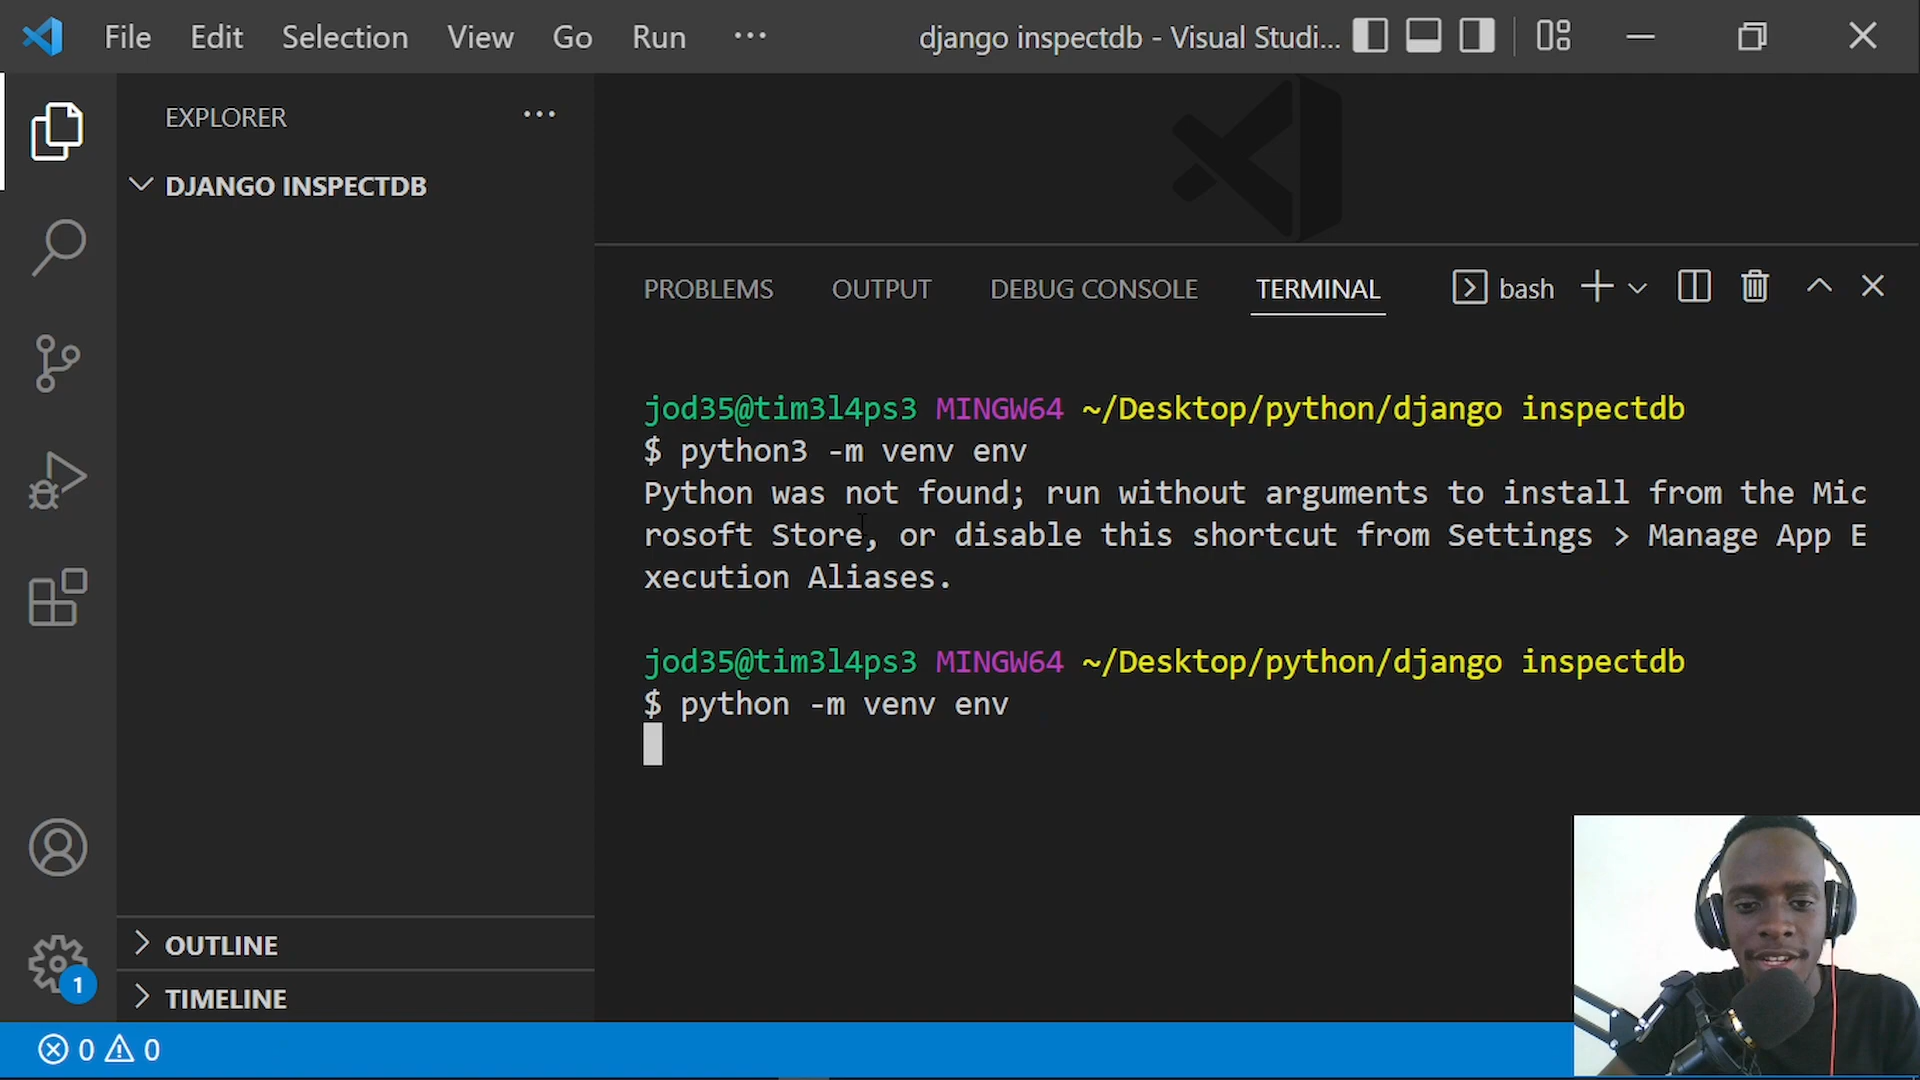 File Edit Selection View Go Run ··· django inspectdb - Visual Studi...
EXPLORER ···
DJANGO INSPECTDB
PROBLEMS OUTPUT DEBUG CONSOLE TERMINAL bash
jod35@tim3l4ps3 MINGW64 ~/Desktop/python/django inspectdb
$ python3 -m venv env
Python was not found; run without arguments to install from the Mic
rosoft Store, or disable this shortcut from Settings > Manage App E
xecution Aliases.
jod35@tim3l4ps3 MINGW64 ~/Desktop/python/django inspectdb
$ python -m venv env
OUTLINE
1
TIMELINE
0 0